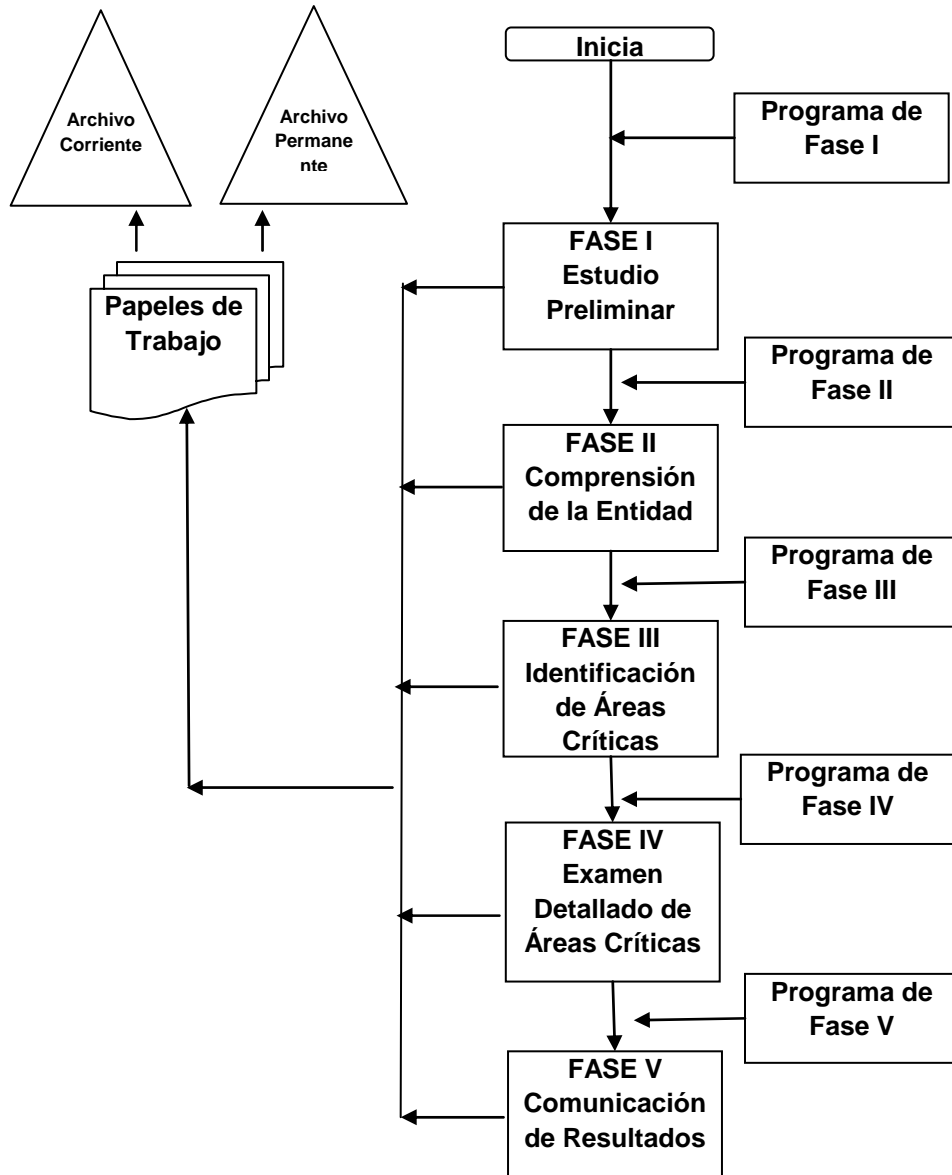 Inicia
Archivo
Corriente
Archivo
Permane
nte
Programa de
Fase I
FASE I
Estudio
Preliminar
Papeles de
Trabajo
Programa de
Fase II
FASE II
Comprensión
de la Entidad
Programa de
Fase III
FASE III
Identificación
de Áreas
Críticas
Programa de
Fase IV
FASE IV
Examen
Detallado de
Áreas Críticas
Programa de
Fase V
FASE V
Comunicación
de Resultados